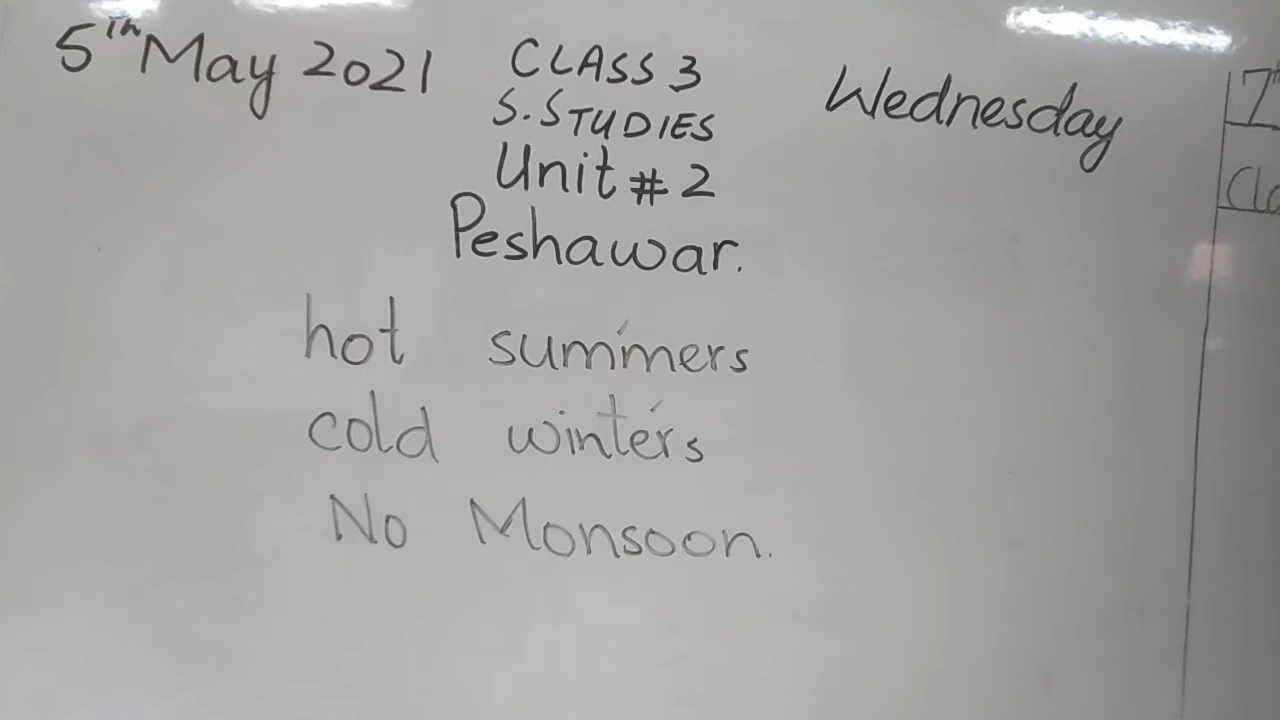 5th May 2021
CLASS 3
Wednesday
S.STUDIES
Unit # 2
Peshawar.
hot summers
cold winters
No Monsoon.